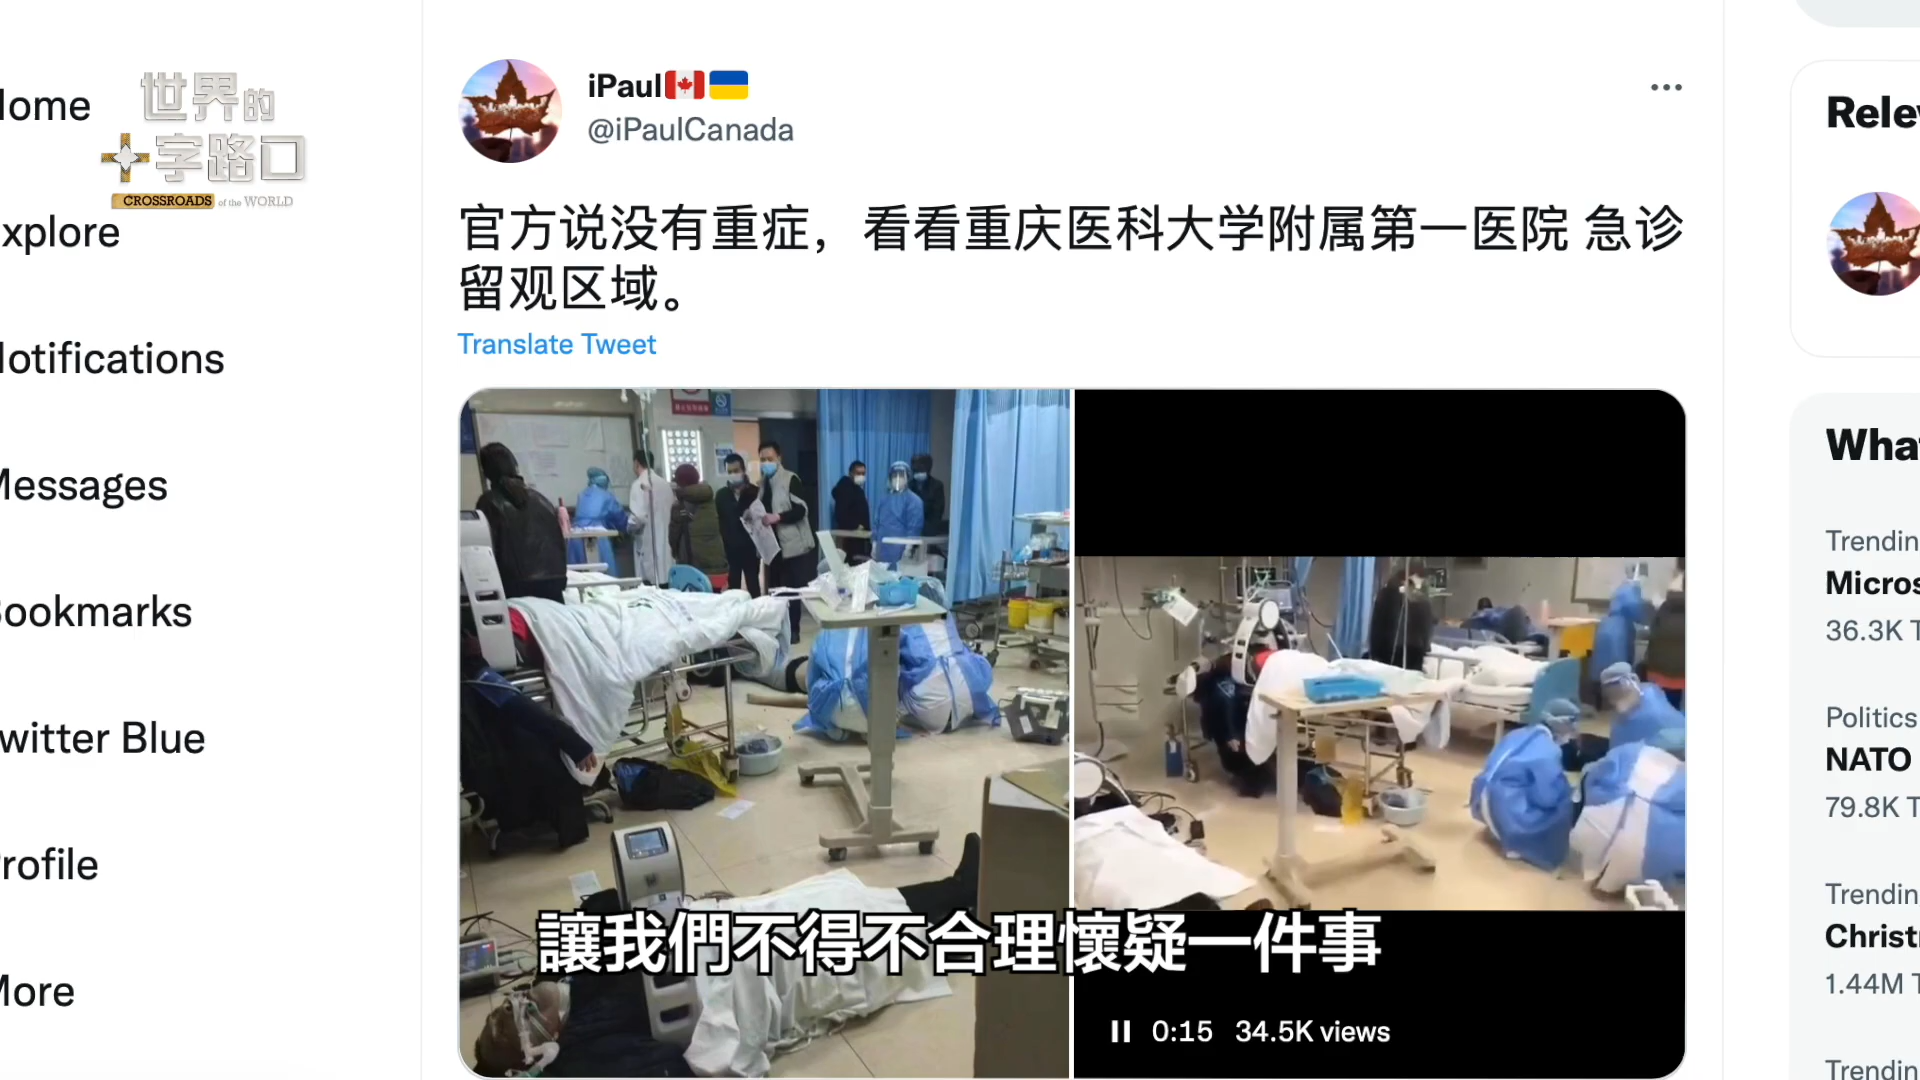 iPaul🇨🇦🇺🇦
@iPaulCanada
官方说没有重症，看看重庆医科大学附属第一医院 急诊
留观区域。
Translate Tweet
世界的
十字路口
CROSSROADS of the WORLD
ome
xplore
otifications
essages
ookmarks
witter Blue
rofile
ore
讓我們不得不合理懷疑一件事
0:15 34.5K views
Rele
Wha
Trendin
Micros
36.3K T
Politics
NATO
79.8K T
Trendin
Christ
1.44M T
Trendin